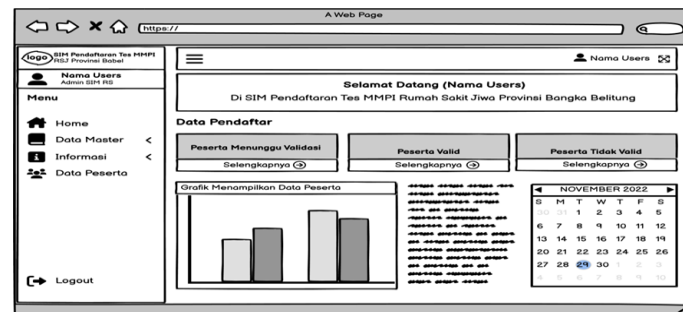 A Web Page
https://
logo
SIM Pendaftaran Tes MMPI
RSJ Provinsi Babel
Nama Users
Admin SIM RS
Menu
Home
Data Master <
Informasi <
Data Peserta
Logout
Nama Users
Selamat Datang (Nama Users)
Di SIM Pendaftaran Tes MMPI Rumah Sakit Jiwa Provinsi Bangka Belitung
Data Pendaftar
Peserta Menunggu Validasi
Selengkapnya
Peserta Valid
Selengkapnya
Peserta Tidak Valid
Selengkapnya
Grafik Menampilkan Data Peserta
NOVEMBER 2022
S M T W T F S
30 31 1 2 3 4 5
6 7 8 9 10 11 12
13 14 15 16 17 18 19
20 21 22 23 24 25 26
27 28 29 30 1 2 3
4 5 6 7 8 9 10